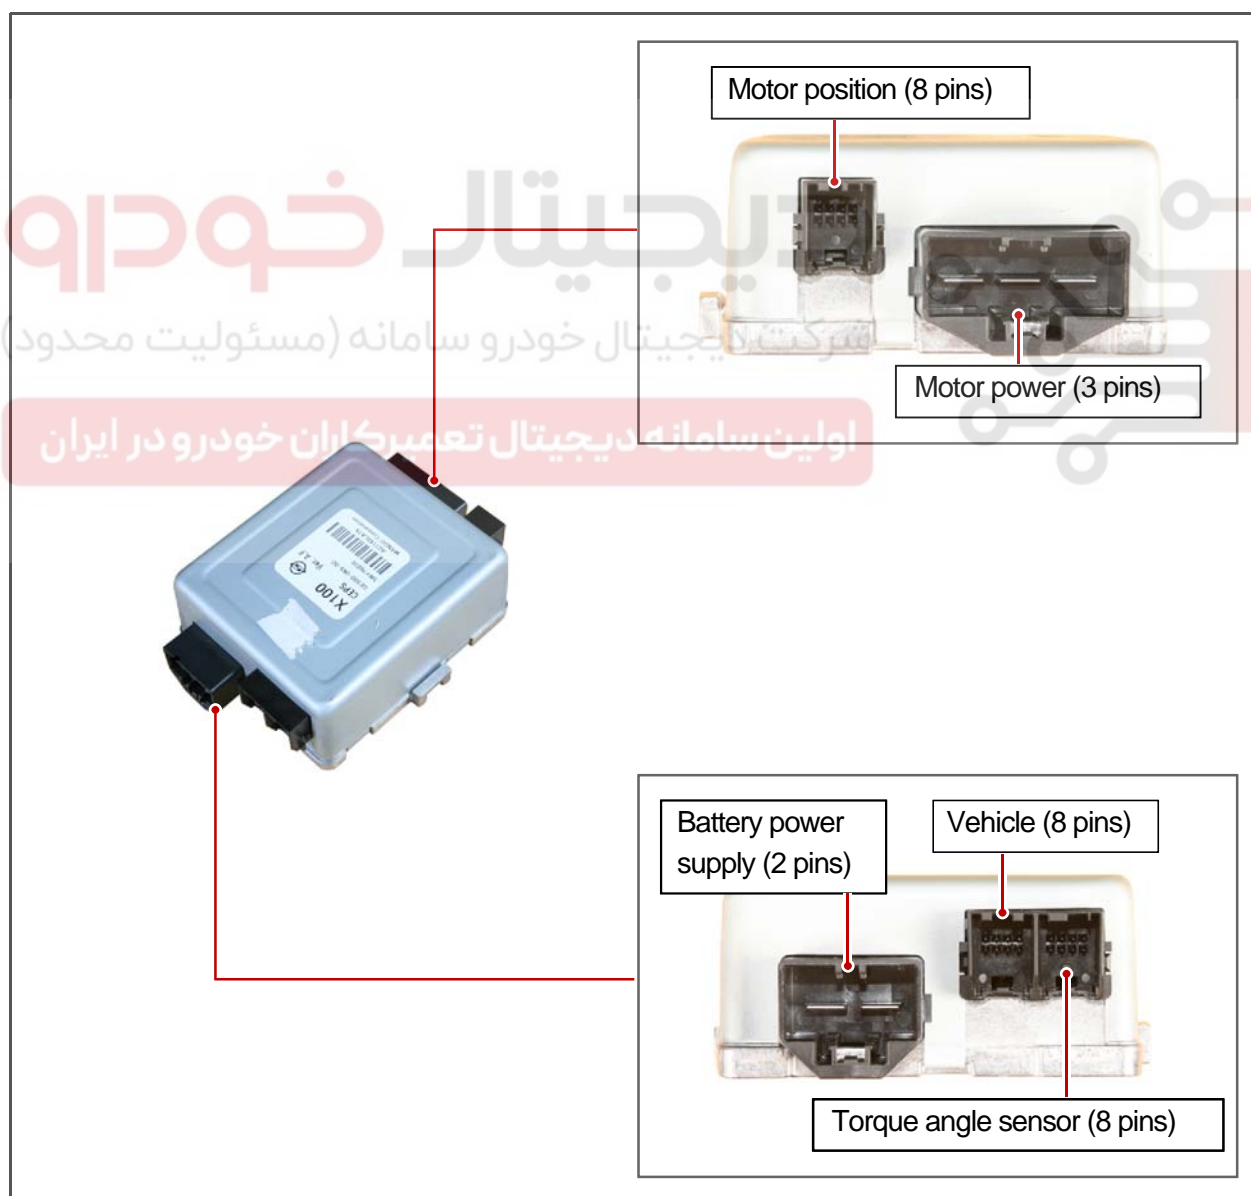 Motor position (8 pins)
دیجیتال خودرو
شرکت دیجیتال خودرو سامانه (مسئولیت محدود)
Motor power (3 pins)
اولین سامانه دیجیتال تعمیرکاران خودرو در ایران
X100
CEPS
Ver. 2.F
Battery power
supply (2 pins)
Vehicle (8 pins)
Torque angle sensor (8 pins)